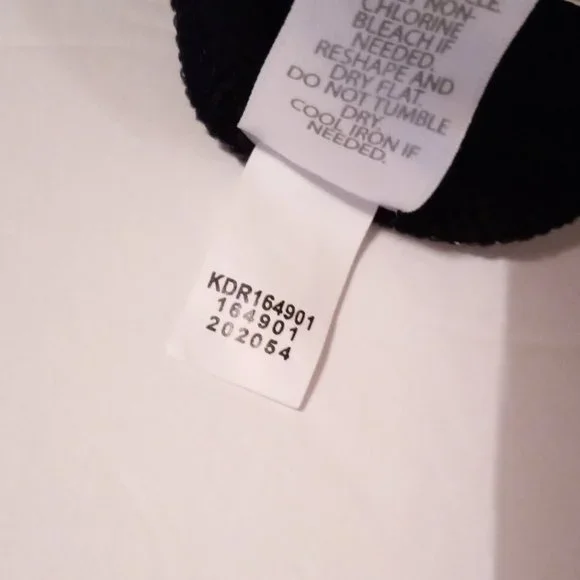 NON-
CHLORINE
BLEACH IF
NEEDED.
RESHAPE AND
DRY FLAT.
DO NOT TUMBLE
DRY.
COOL IRON IF
NEEDED.
KDR164901
164901
202054